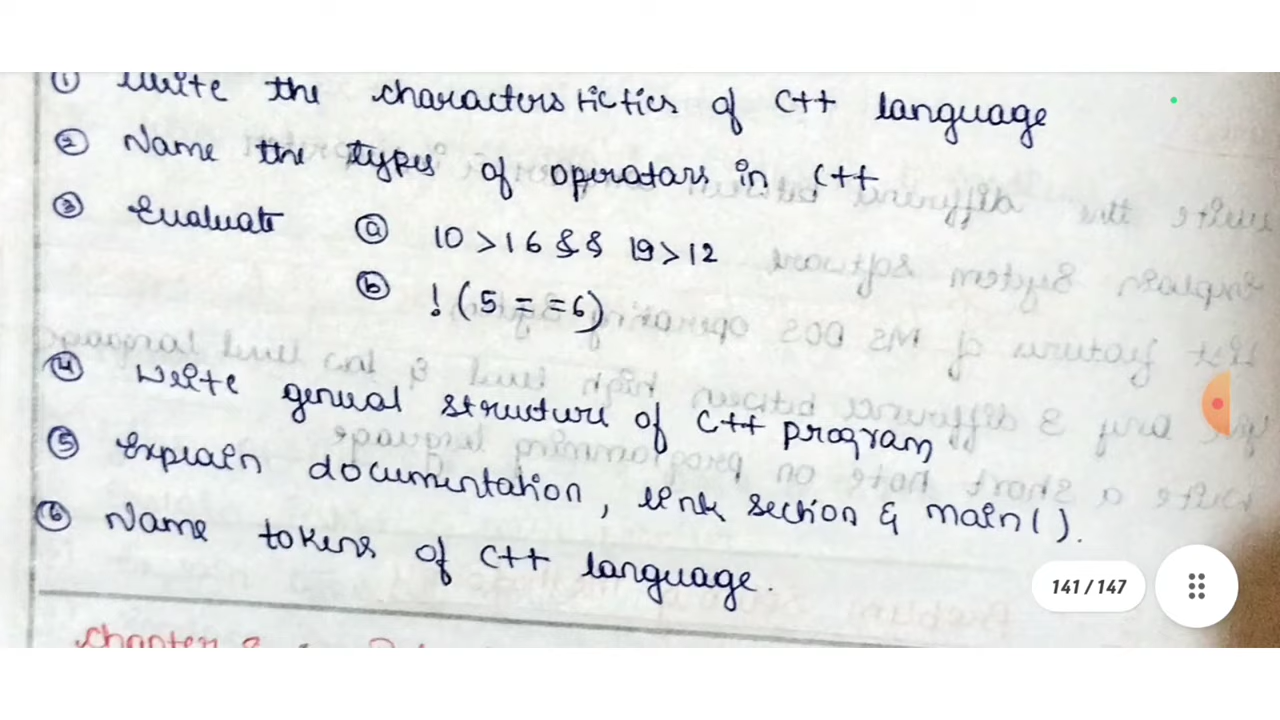 ① write the characterstictics of C++ language
② Name the types of operators in C++
③ Evaluate ⓐ 10 > 16 && 19 > 12
ⓑ ! (5 = = 6)
④ Write general structure of C++ program
⑤ Explain documentation, link section & main().
⑥ Name tokens of C++ language.
141 / 147